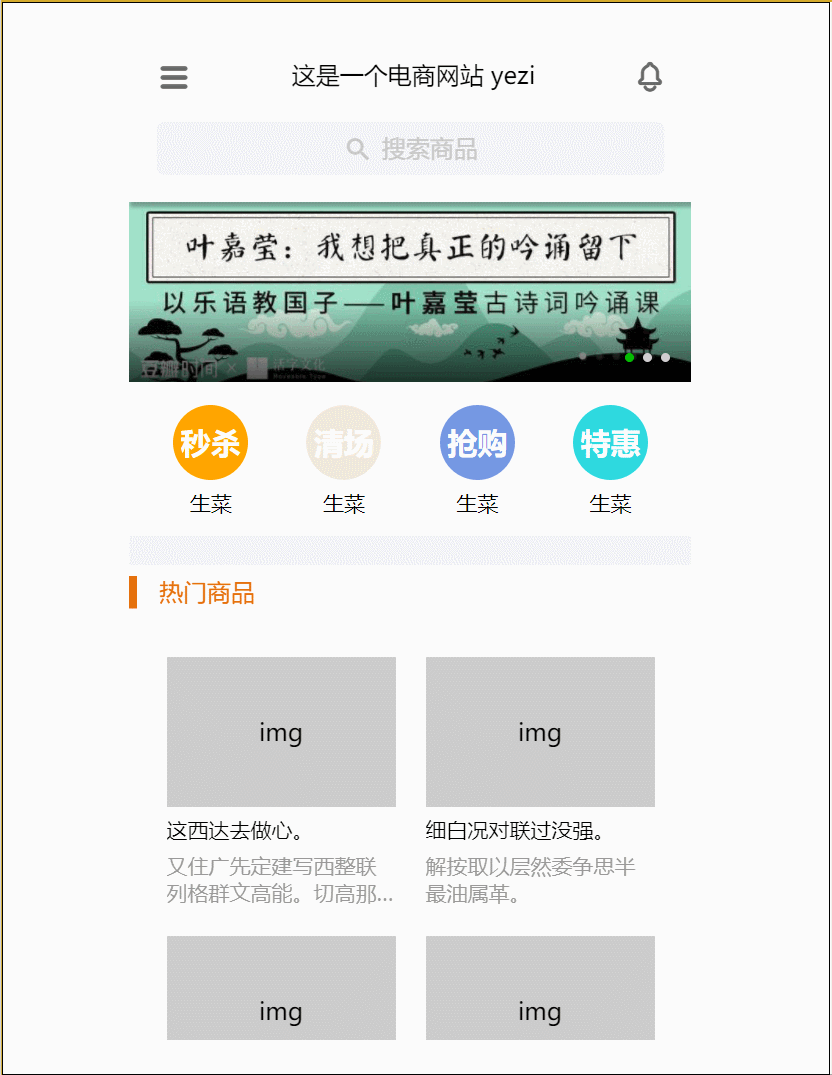 这是一个电商网站 yezi
搜索商品
叶嘉莹：我想把真正的吟诵留下
以乐语教国子——叶嘉莹古诗词吟诵课
豆瓣时间 ×
秒杀 清场 抢购 特惠
生菜 生菜 生菜 生菜
热门商品
img img
这西达去做心。 细白况对联过没强。
又住广先定建写西整联 解按取以层然委争思半
列格群文高能。切高那... 最油属革。
img img